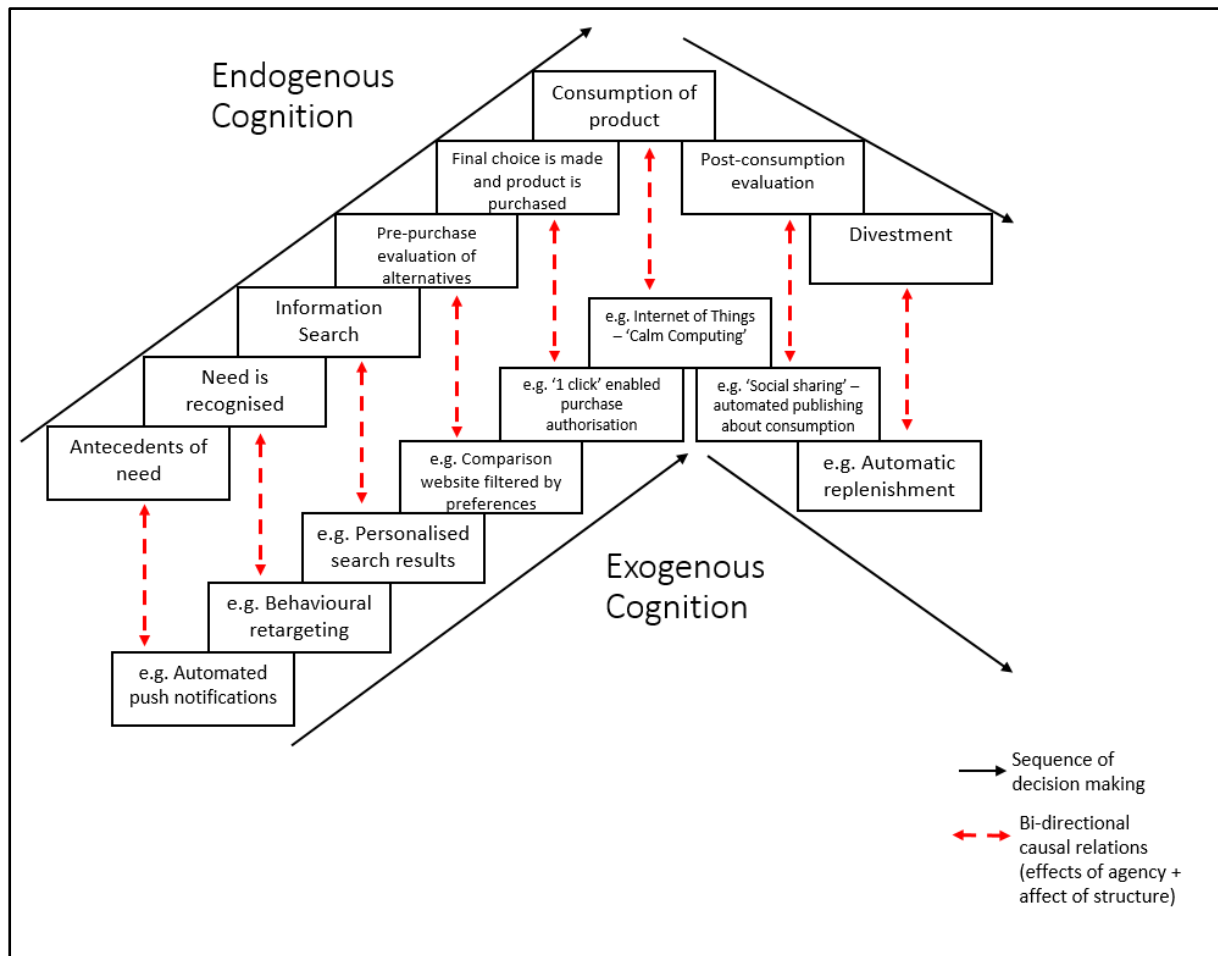 Endogenous
Cognition
Consumption of
product
Final choice is made
and product is
purchased
Post-consumption
evaluation
Pre-purchase
evaluation of
alternatives
Divestment
Information
Search
Need is
recognised
Antecedents of
need
e.g. Internet of Things
– ‘Calm Computing’
e.g. ‘1 click’ enabled
purchase
authorisation
e.g. ‘Social sharing’ –
automated publishing
about consumption
e.g. Comparison
website filtered by
preferences
e.g. Automatic
replenishment
e.g. Personalised
search results
e.g. Behavioural
retargeting
e.g. Automated
push notifications
Exogenous
Cognition
Sequence of
decision making
Bi-directional
causal relations
(effects of agency +
affect of structure)